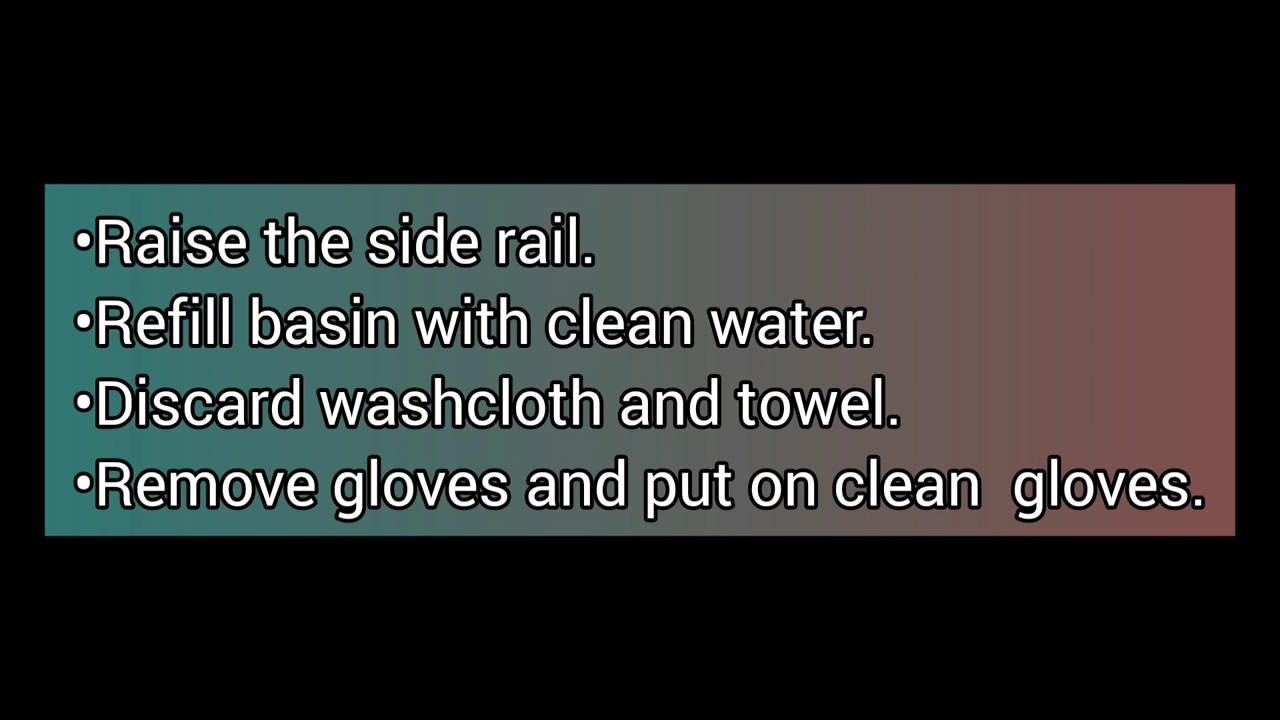 •Raise the side rail.
•Refill basin with clean water.
•Discard washcloth and towel.
•Remove gloves and put on clean  gloves.